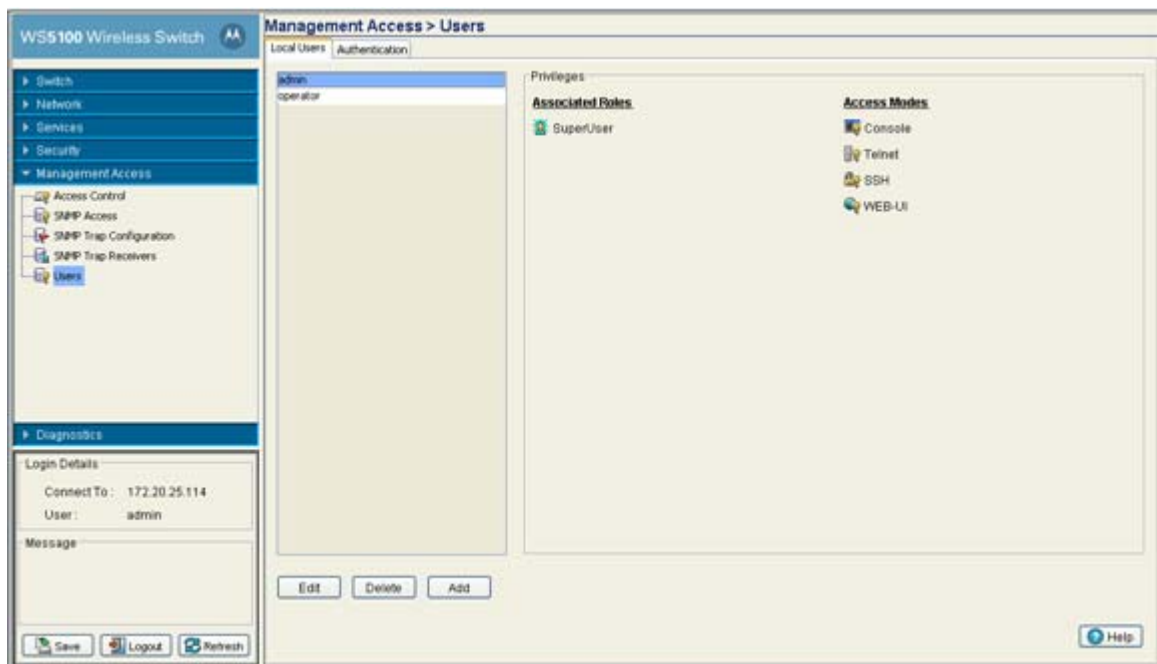 WS5100 Wireless Switch
Switch
Network
Services
Security
Management Access
Access Control
SNMP Access
SNMP Trap Configuration
SNMP Trap Receivers
Users
Diagnostics
Login Details
Connect To : 172.20.25.114
User : admin
Message
Save Logout Refresh
Management Access > Users
Local Users Authentication
admin
operator
Privileges
Associated Roles
SuperUser
Access Modes
Console
Telnet
SSH
WEB-UI
Edit Delete Add
Help